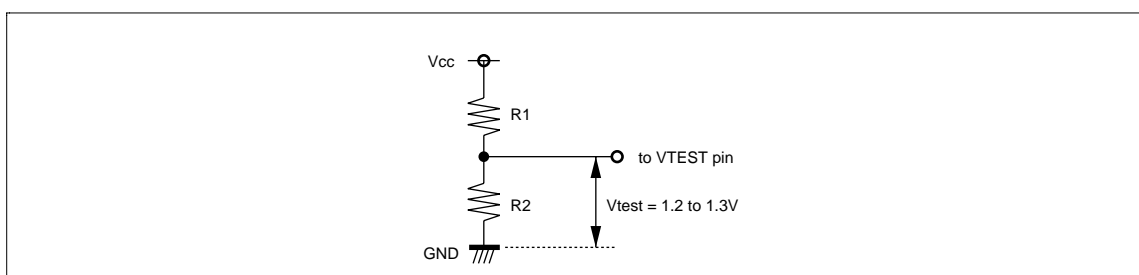 Vcc
R1
to VTEST pin
R2
Vtest = 1.2 to 1.3V
GND